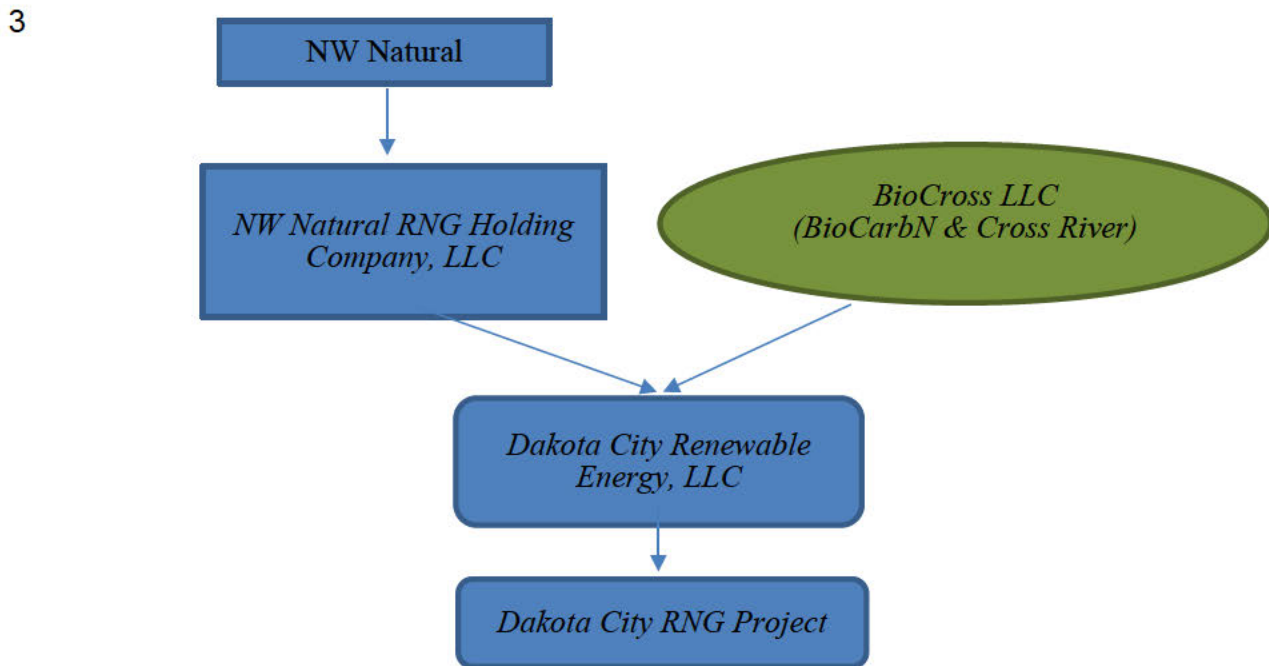 3
NW Natural
NW Natural RNG Holding
Company, LLC
BioCross LLC
(BioCarbN & Cross River)
Dakota City Renewable
Energy, LLC
Dakota City RNG Project